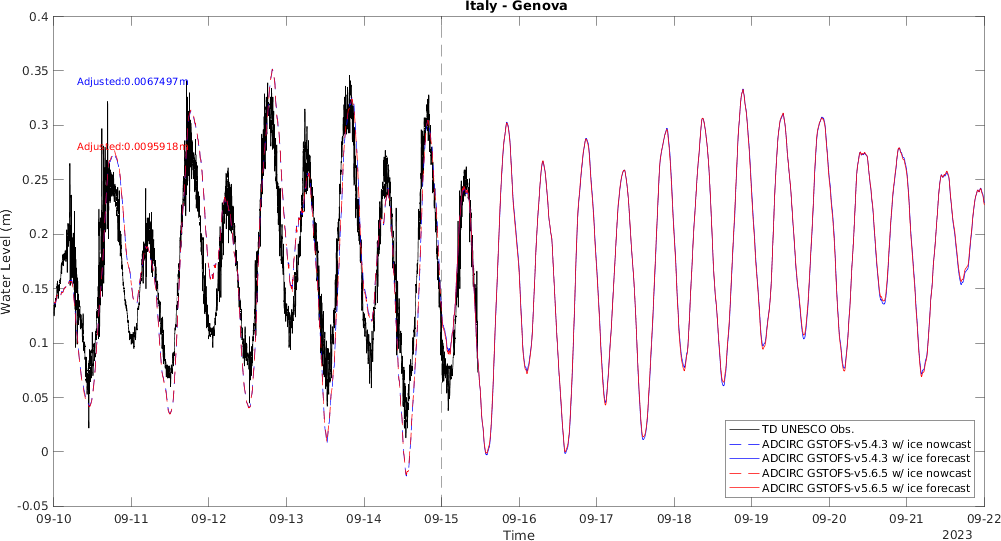 Italy - Genova
0.4
0.35
0.3
0.25
0.2
0.15
0.1
0.05
0
-0.05
Water Level (m)
Adjusted:0.0067497m
Adjusted:0.0095918m
TD UNESCO Obs.
ADCIRC GSTOFS-v5.4.3 w/ ice nowcast
ADCIRC GSTOFS-v5.4.3 w/ ice forecast
ADCIRC GSTOFS-v5.6.5 w/ ice nowcast
ADCIRC GSTOFS-v5.6.5 w/ ice forecast
09-10 09-11 09-12 09-13 09-14 09-15 09-16 09-17 09-18 09-19 09-20 09-21 09-22
Time
2023